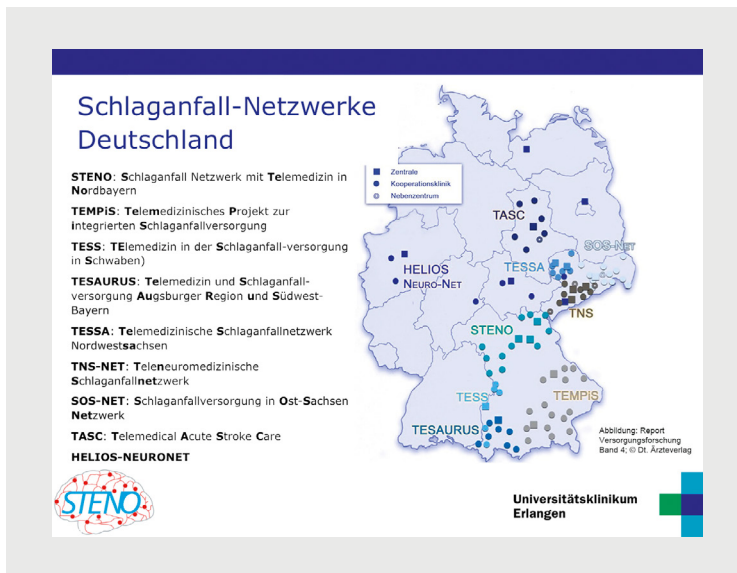 Schlaganfall-Netzwerke
Deutschland
STENO: Schlaganfall Netzwerk mit Telemedizin in
Nordbayern
TEMPiS: Telemedizinisches Projekt zur
integrierten Schlaganfallversorgung
TESS: TElemedizin in der Schlaganfall-versorgung
in Schwaben)
TESAURUS: Telemedizin und Schlaganfall-
versorgung Augsburger Region und Südwest-
Bayern
TESSA: Telemedizinische Schlaganfallnetzwerk
Nordwestsachsen
TNS-NET: Teleneuromedizinische
Schlaganfallnetzwerk
SOS-NET: Schlaganfallversorgung in Ost-Sachsen
Netzwerk
TASC: Telemedical Acute Stroke Care
HELIOS-NEURONET
STENO
Zentrale
Kooperationsklinik
Nebenzentrum
TASC
SOS-NET
TESSA
HELIOS
NEURO-NET
TNS
STENO
TESS
TEMPiS
TESAURUS
Abbildung: Report
Versorgungsforschung
Band 4; © Dt. Ärzteverlag
Universitätsklinikum
Erlangen